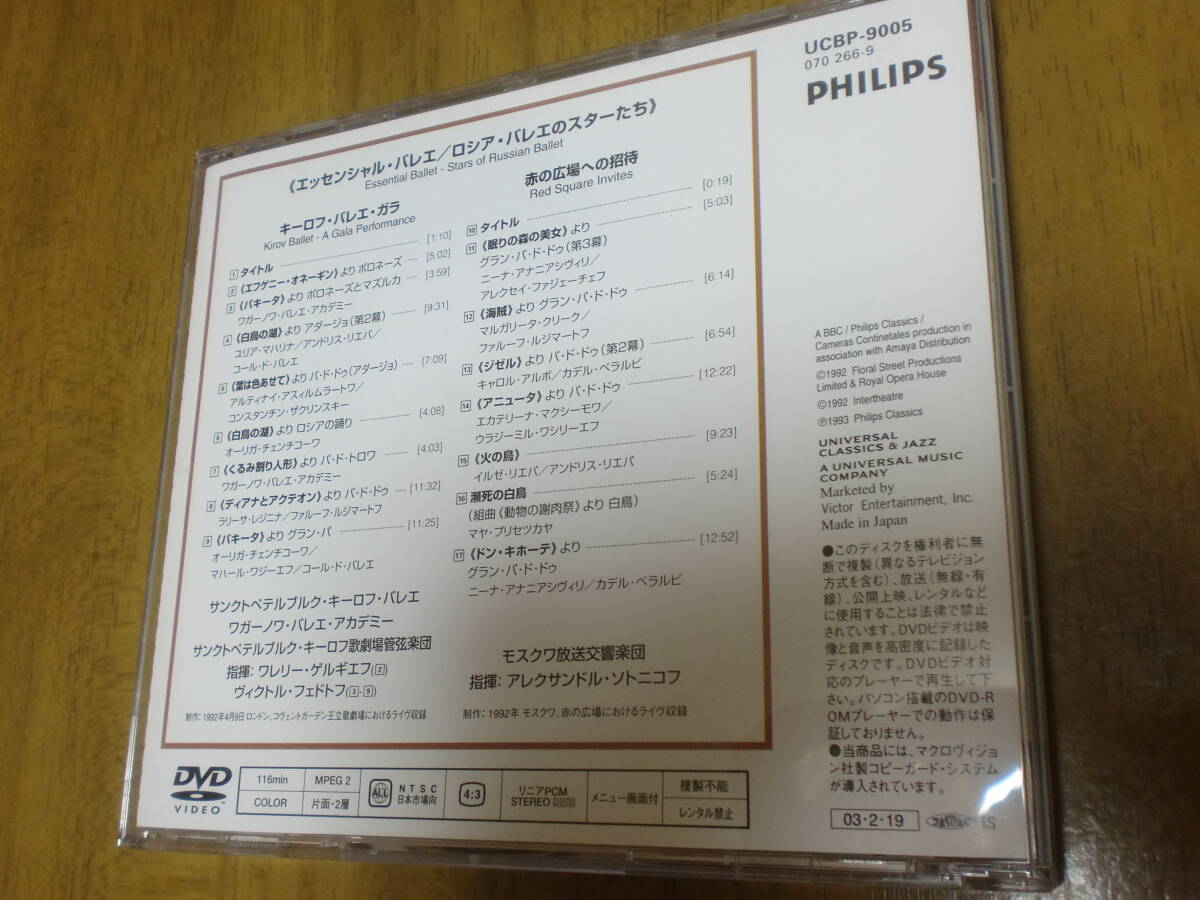 UCBP-9005
070 266-9
PHILIPS
《エッセンシャル・バレエ／ロシア・バレエのスターたち》
Essential Ballet - Stars of Russian Ballet
キーロフ・バレエ・ガラ
Kirov Ballet - A Gala Performance
1 タイトル [1:10]
2 《エフゲニー・オネーギン》より ポロネーズ [5:02]
3 《パキータ》より ポロネーズとマズルカ [3:59]
ワガーノワ・バレエ・アカデミー
4 《白鳥の湖》より アダージョ（第2幕） [9:31]
ユリア・マハリナ／アンドリス・リエパ／
コール・ド・バレエ
5 《葉は色あせて》より パ・ド・ドゥ（アダージョ） [7:09]
アルティナイ・アスィルムラートワ／
コンスタンチン・ザクリンスキー
6 《白鳥の湖》より ロシアの踊り [4:08]
オーリガ・チェンチコーワ
7 《くるみ割り人形》より パ・ド・トロワ [4:03]
ワガーノワ・バレエ・アカデミー
8 《ディアナとアクテオン》より パ・ド・ドゥ [11:32]
ラリーサ・レジニナ／ファルーフ・ルジマートフ
9 《パキータ》より グラン・パ [11:25]
オーリガ・チェンチコーワ／
マハール・ワジーエフ／コール・ド・バレエ
サンクトペテルブルク・キーロフ・バレエ
ワガーノワ・バレエ・アカデミー
サンクトペテルブルク・キーロフ歌劇場管弦楽団
指揮：ワレリー・ゲルギエフ(2)
ヴィクトル・フェドトフ(3-9)
制作：1992年4月9日 ロンドン、コヴェントガーデン王立歌劇場におけるライヴ収録
赤の広場への招待
Red Square Invites
10 タイトル [0:19]
11 《眠りの森の美女》より [5:03]
グラン・パ・ド・ドゥ（第3幕）
ニーナ・アナニアシヴィリ／
アレクセイ・ファジェーチェフ
12 《海賊》より グラン・パ・ド・ドゥ [6:14]
マルガリータ・クリーク／
ファルーフ・ルジマートフ
13 《ジゼル》より パ・ド・ドゥ（第2幕） [6:54]
キャロル・アルボ／カデル・ベラルビ
14 《アニュータ》より パ・ド・ドゥ [12:22]
エカテリーナ・マクシーモワ／
ウラジーミル・ワシリーエフ
15 《火の鳥》 [9:23]
イルゼ・リエパ／アンドリス・リエパ
16 瀕死の白鳥 [5:24]
（組曲《動物の謝肉祭》より 白鳥）
マヤ・プリセツカヤ
17 《ドン・キホーテ》より [12:52]
グラン・パ・ド・ドゥ
ニーナ・アナニアシヴィリ／カデル・ベラルビ
モスクワ放送交響楽団
指揮：アレクサンドル・ソトニコフ
制作：1992年 モスクワ、赤の広場におけるライヴ収録
A BBC / Philips Classics /
Cameras Continetales production in
association with Amaya Distribution
©1992 Floral Street Productions
Limited & Royal Opera House
©1992 Intertheatre
℗1993 Philips Classics
UNIVERSAL
CLASSICS & JAZZ
A UNIVERSAL MUSIC
COMPANY
Marketed by
Victor Entertainment, Inc.
Made in Japan
●このディスクを権利者に無
断で複製（異なるテレビジョン
方式を含む）、放送（無線・有
線）、公開上映、レンタルなど
に使用することは法律で禁止
されています。DVDビデオは映
像と音声を高密度に記録した
ディスクです。DVDビデオ対
応のプレーヤーで再生して下
さい。パソコン搭載のDVD-R
OMプレーヤーでの動作は保
証しておりません。
●当商品には、マクロヴィジョ
ン社製コピーガード・システム
が導入されています。
03・2・19
DVD
VIDEO
116min
COLOR
MPEG 2
片面・2層
ALL
NTSC
日本市場向
4:3
リニアPCM
STEREO DDD
メニュー画面付
複製不能
レンタル禁止